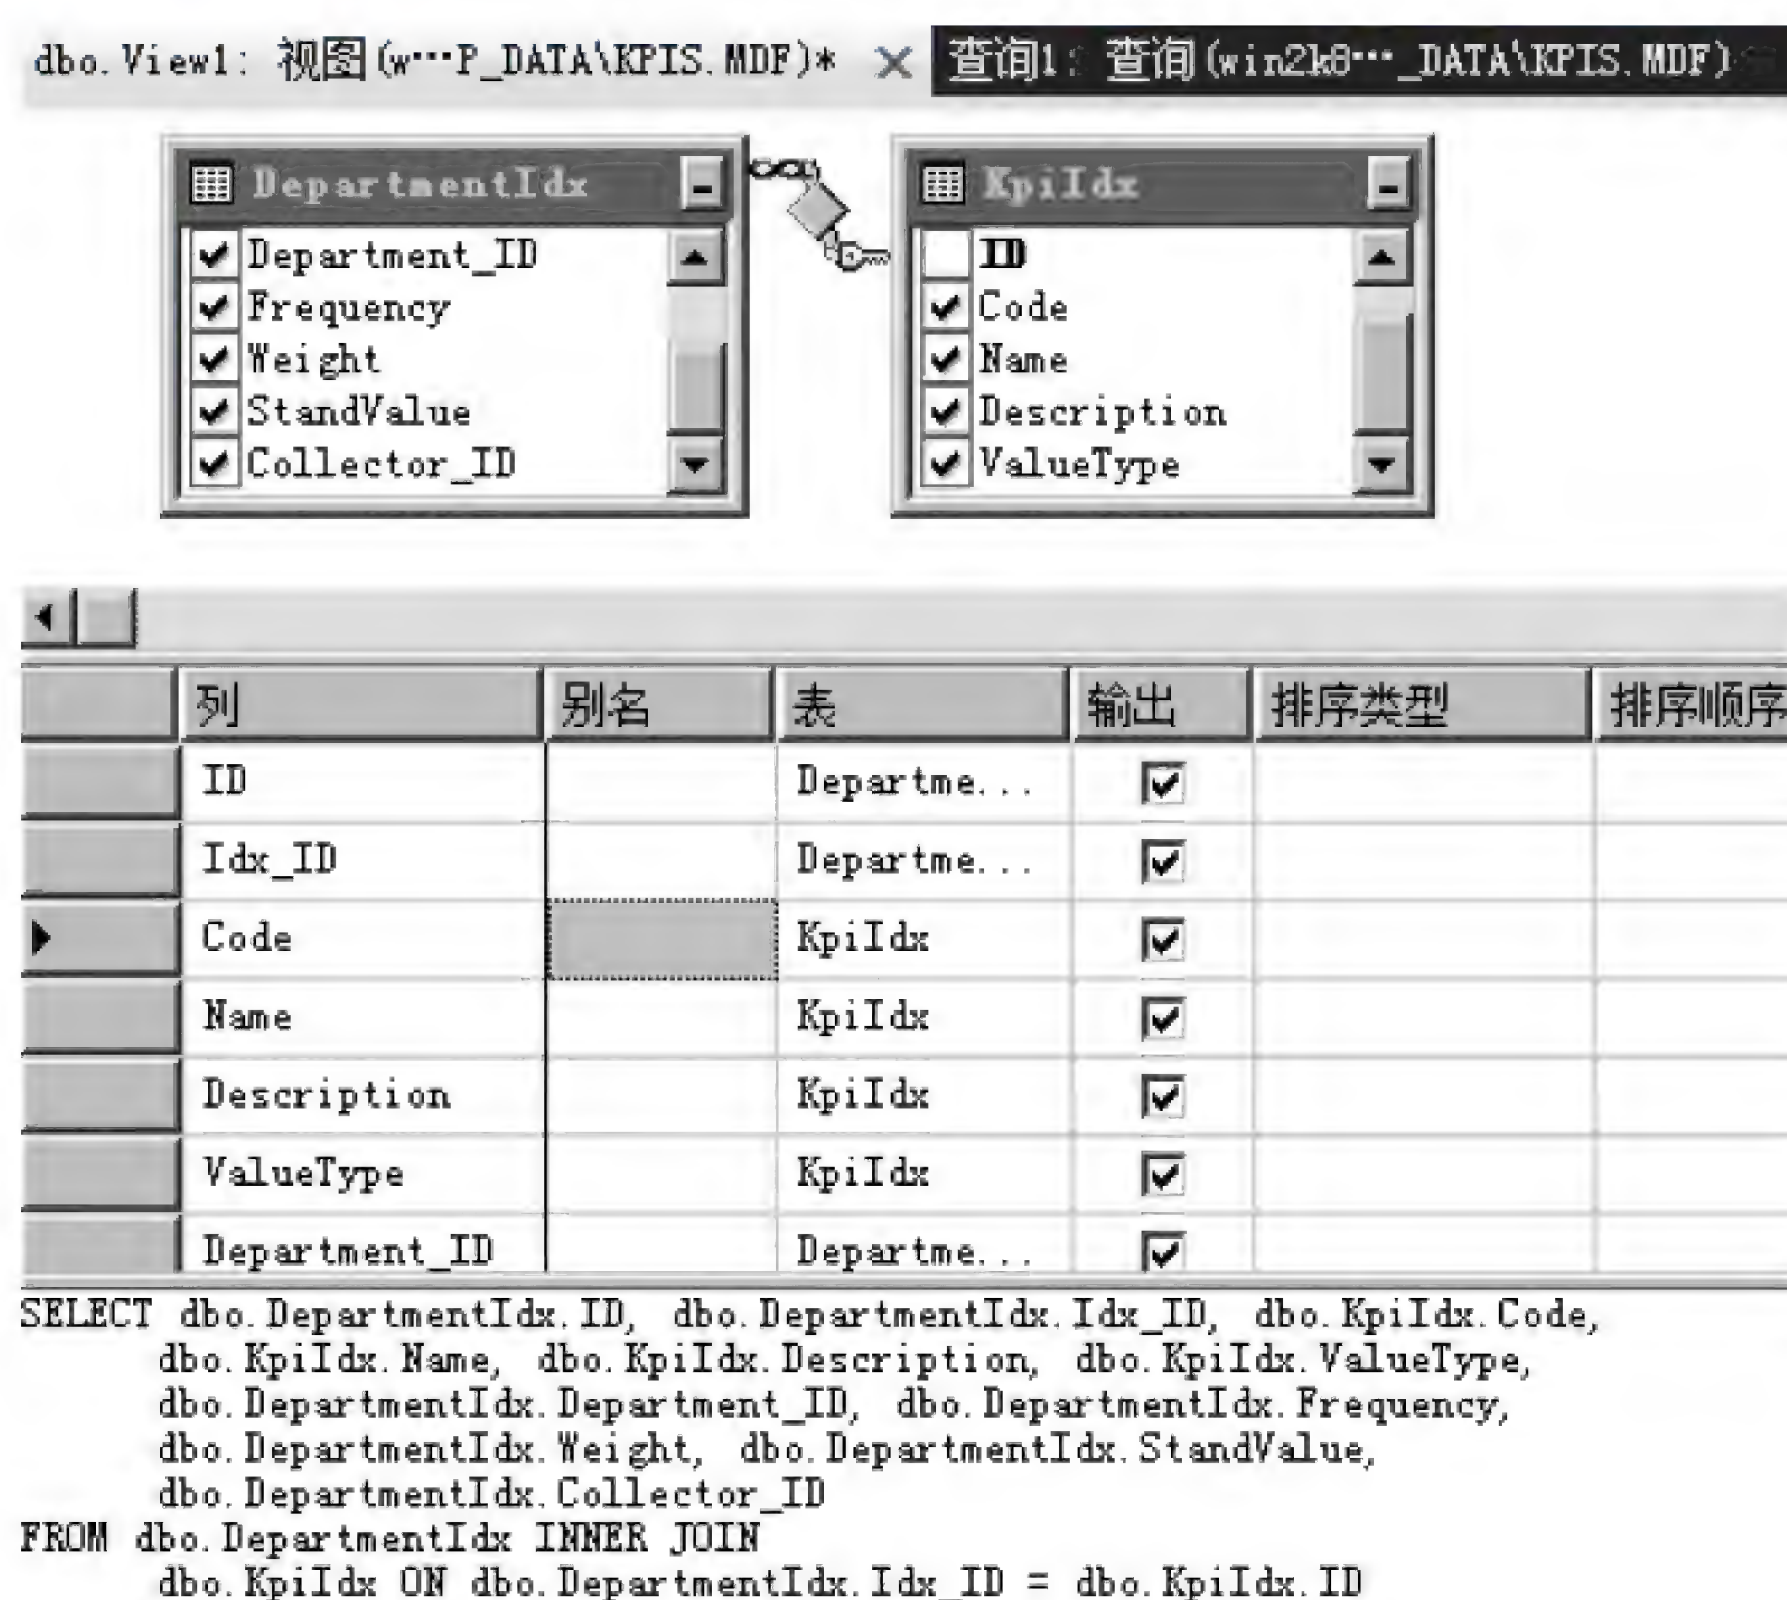 dbo.View1: 视图(w…P_DATA\KPIS.MDF)* 查询1: 查询(win2k8…_DATA\KPIS.MDF)
DepartmentIdx
Department_ID
Frequency
Weight
StandValue
Collector_ID
KpiIdx
ID
Code
Name
Description
ValueType
列 别名 表 输出 排序类型 排序顺序
ID Departme...
Idx_ID Departme...
Code KpiIdx
Name KpiIdx
Description KpiIdx
ValueType KpiIdx
Department_ID Departme...
SELECT dbo.DepartmentIdx.ID, dbo.DepartmentIdx.Idx_ID, dbo.KpiIdx.Code,
dbo.KpiIdx.Name, dbo.KpiIdx.Description, dbo.KpiIdx.ValueType,
dbo.DepartmentIdx.Department_ID, dbo.DepartmentIdx.Frequency,
dbo.DepartmentIdx.Weight, dbo.DepartmentIdx.StandValue,
dbo.DepartmentIdx.Collector_ID
FROM dbo.DepartmentIdx INNER JOIN
dbo.KpiIdx ON dbo.DepartmentIdx.Idx_ID = dbo.KpiIdx.ID